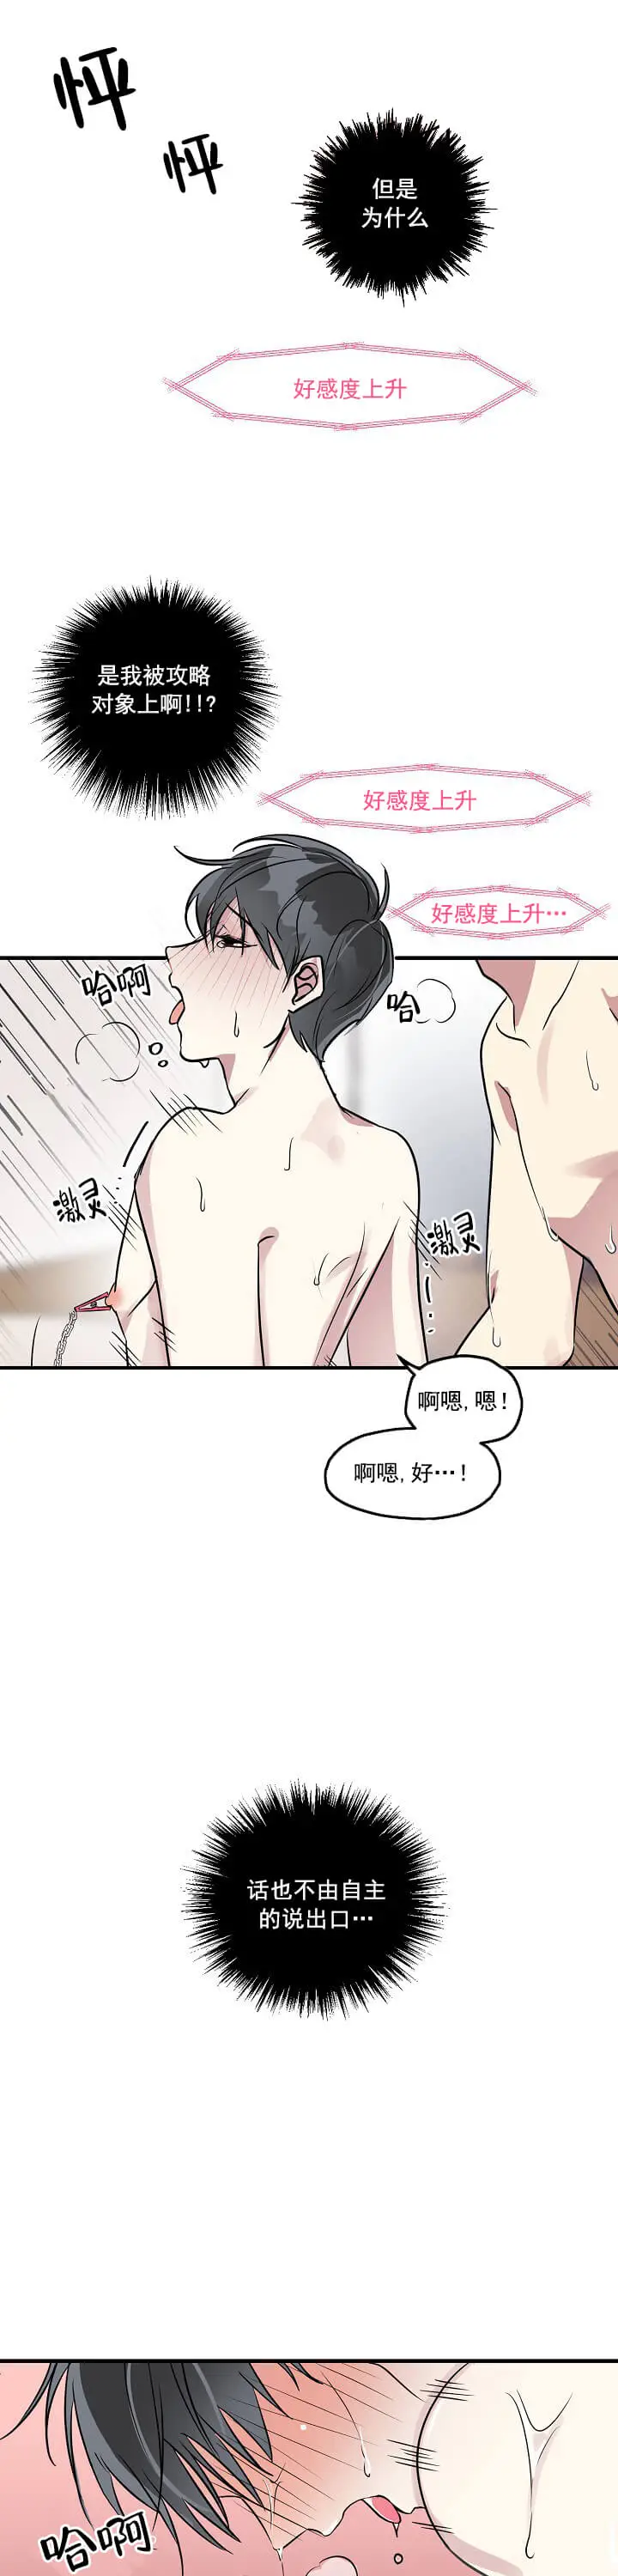 怦
怦
但是
为什么
好感度上升
是我被攻略
对象上啊!!?
好感度上升
好感度上升…
哈啊
哈
激灵
激灵
啊嗯,嗯!
啊嗯,好…!
话也不由自主
的说出口…
哈啊